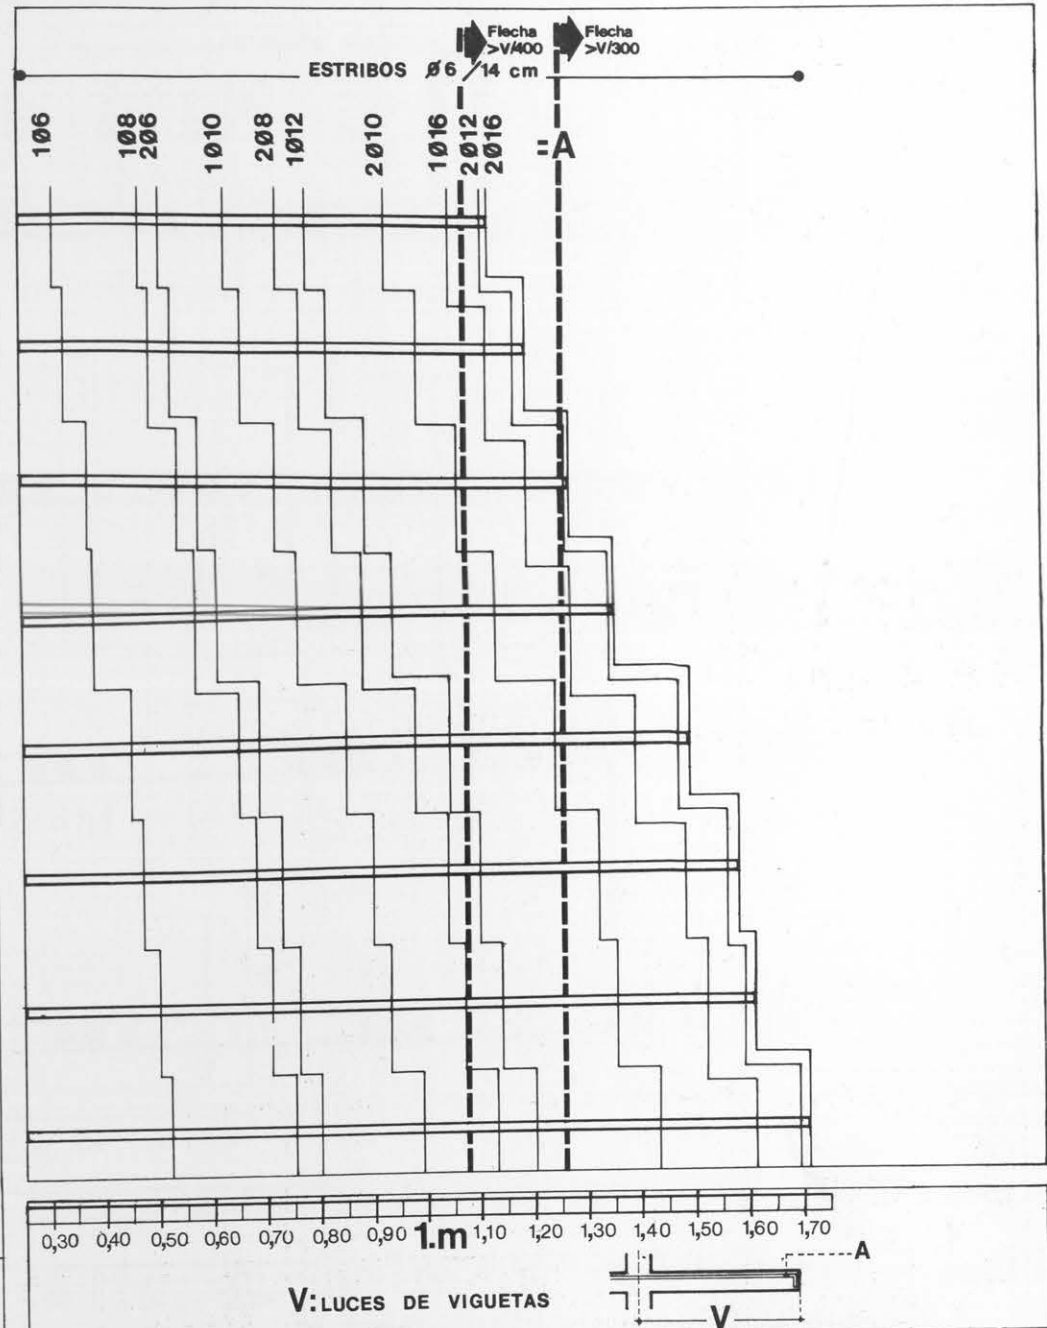 Flecha
>V/400
Flecha
>V/300
ESTRIBOS Ø6 /14 cm
1Ø6
1Ø8
2Ø6
1Ø10
2Ø8
1Ø12
2Ø10
1Ø16
2Ø12
2Ø16
=A
0,30 0,40 0,50 0,60 0,70 0,80 0,90 1.m 1,10 1,20 1,30 1,40 1,50 1,60 1,70
A
V:LUCES DE VIGUETAS
V